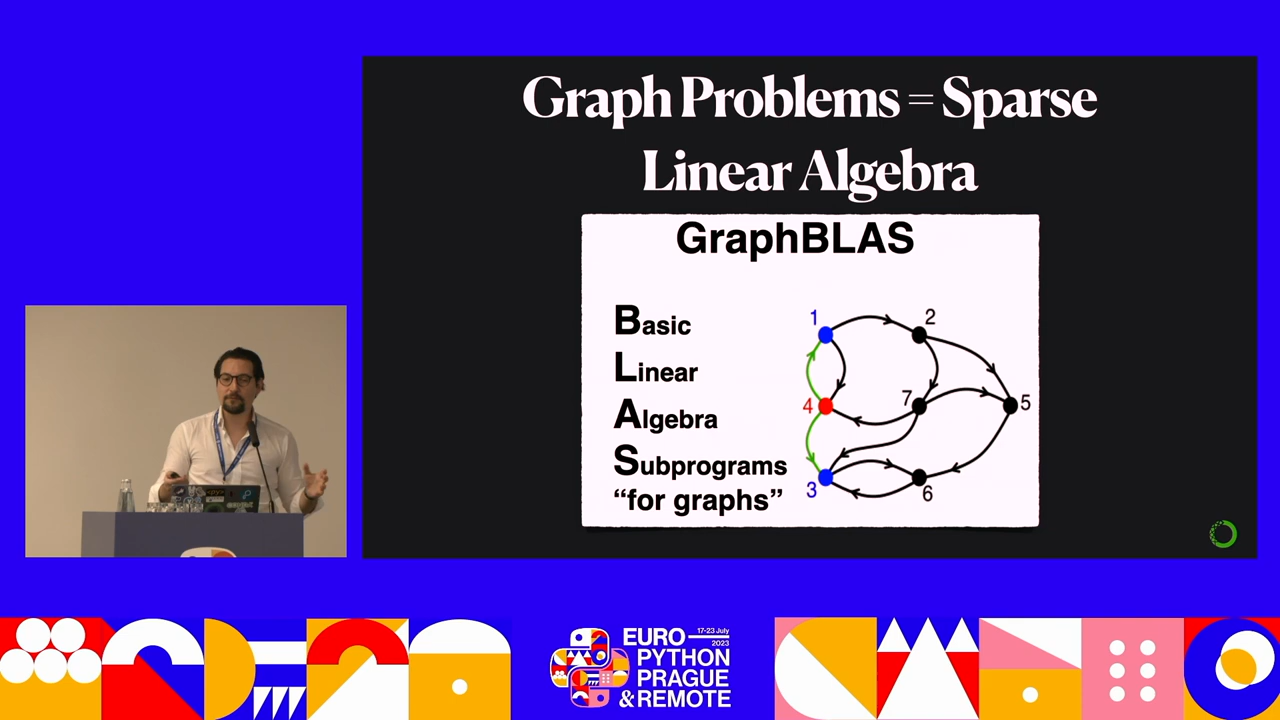 Graph Problems = Sparse
Linear Algebra
GraphBLAS
Basic
Linear
Algebra
Subprograms
“for graphs”
1
2
4
7
5
3
6
EURO 17-23 July
2023
PYTHON
PRAGUE
& REMOTE